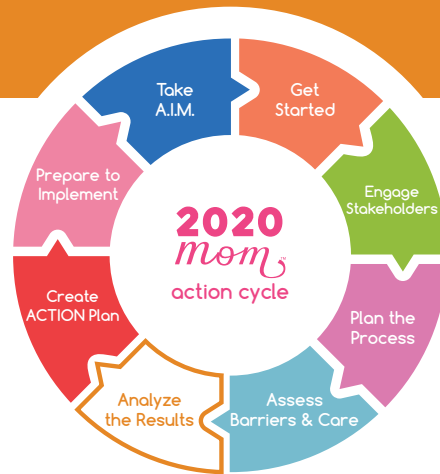 Take
A.I.M.
Get
Started
Engage
Stakeholders
Plan the
Process
Assess
Barriers & Care
Analyze
the Results
Create
ACTION Plan
Prepare to
Implement
2020
mom™
action cycle